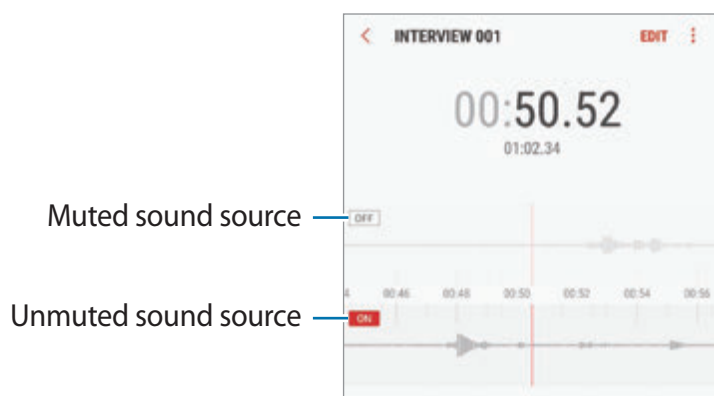 INTERVIEW 001 EDIT
00:50.52
01:02.34
Muted sound source
OFF
4 00:46 00:48 00:50 00:52 00:54 00:56
Unmuted sound source
ON